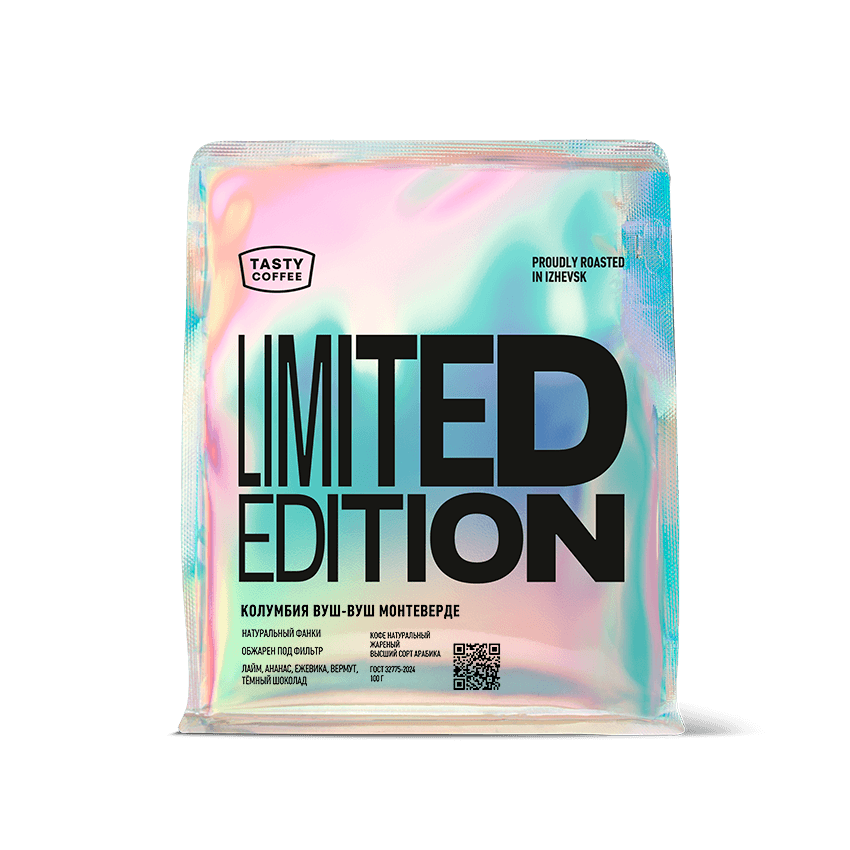 TASTY
COFFEE
PROUDLY ROASTED
IN IZHEVSK
LIMITED
EDITION
КОЛУМБИЯ ВУШ-ВУШ МОНТЕВЕРДЕ
НАТУРАЛЬНЫЙ ФАНКИ
ОБЖАРЕН ПОД ФИЛЬТР
ЛАЙМ, АНАНАС, ЕЖЕВИКА, ВЕРМУТ,
ТЁМНЫЙ ШОКОЛАД
КОФЕ НАТУРАЛЬНЫЙ
ЖАРЕНЫЙ
ВЫСШИЙ СОРТ АРАБИКА
ГОСТ 32775-2024
100 Г